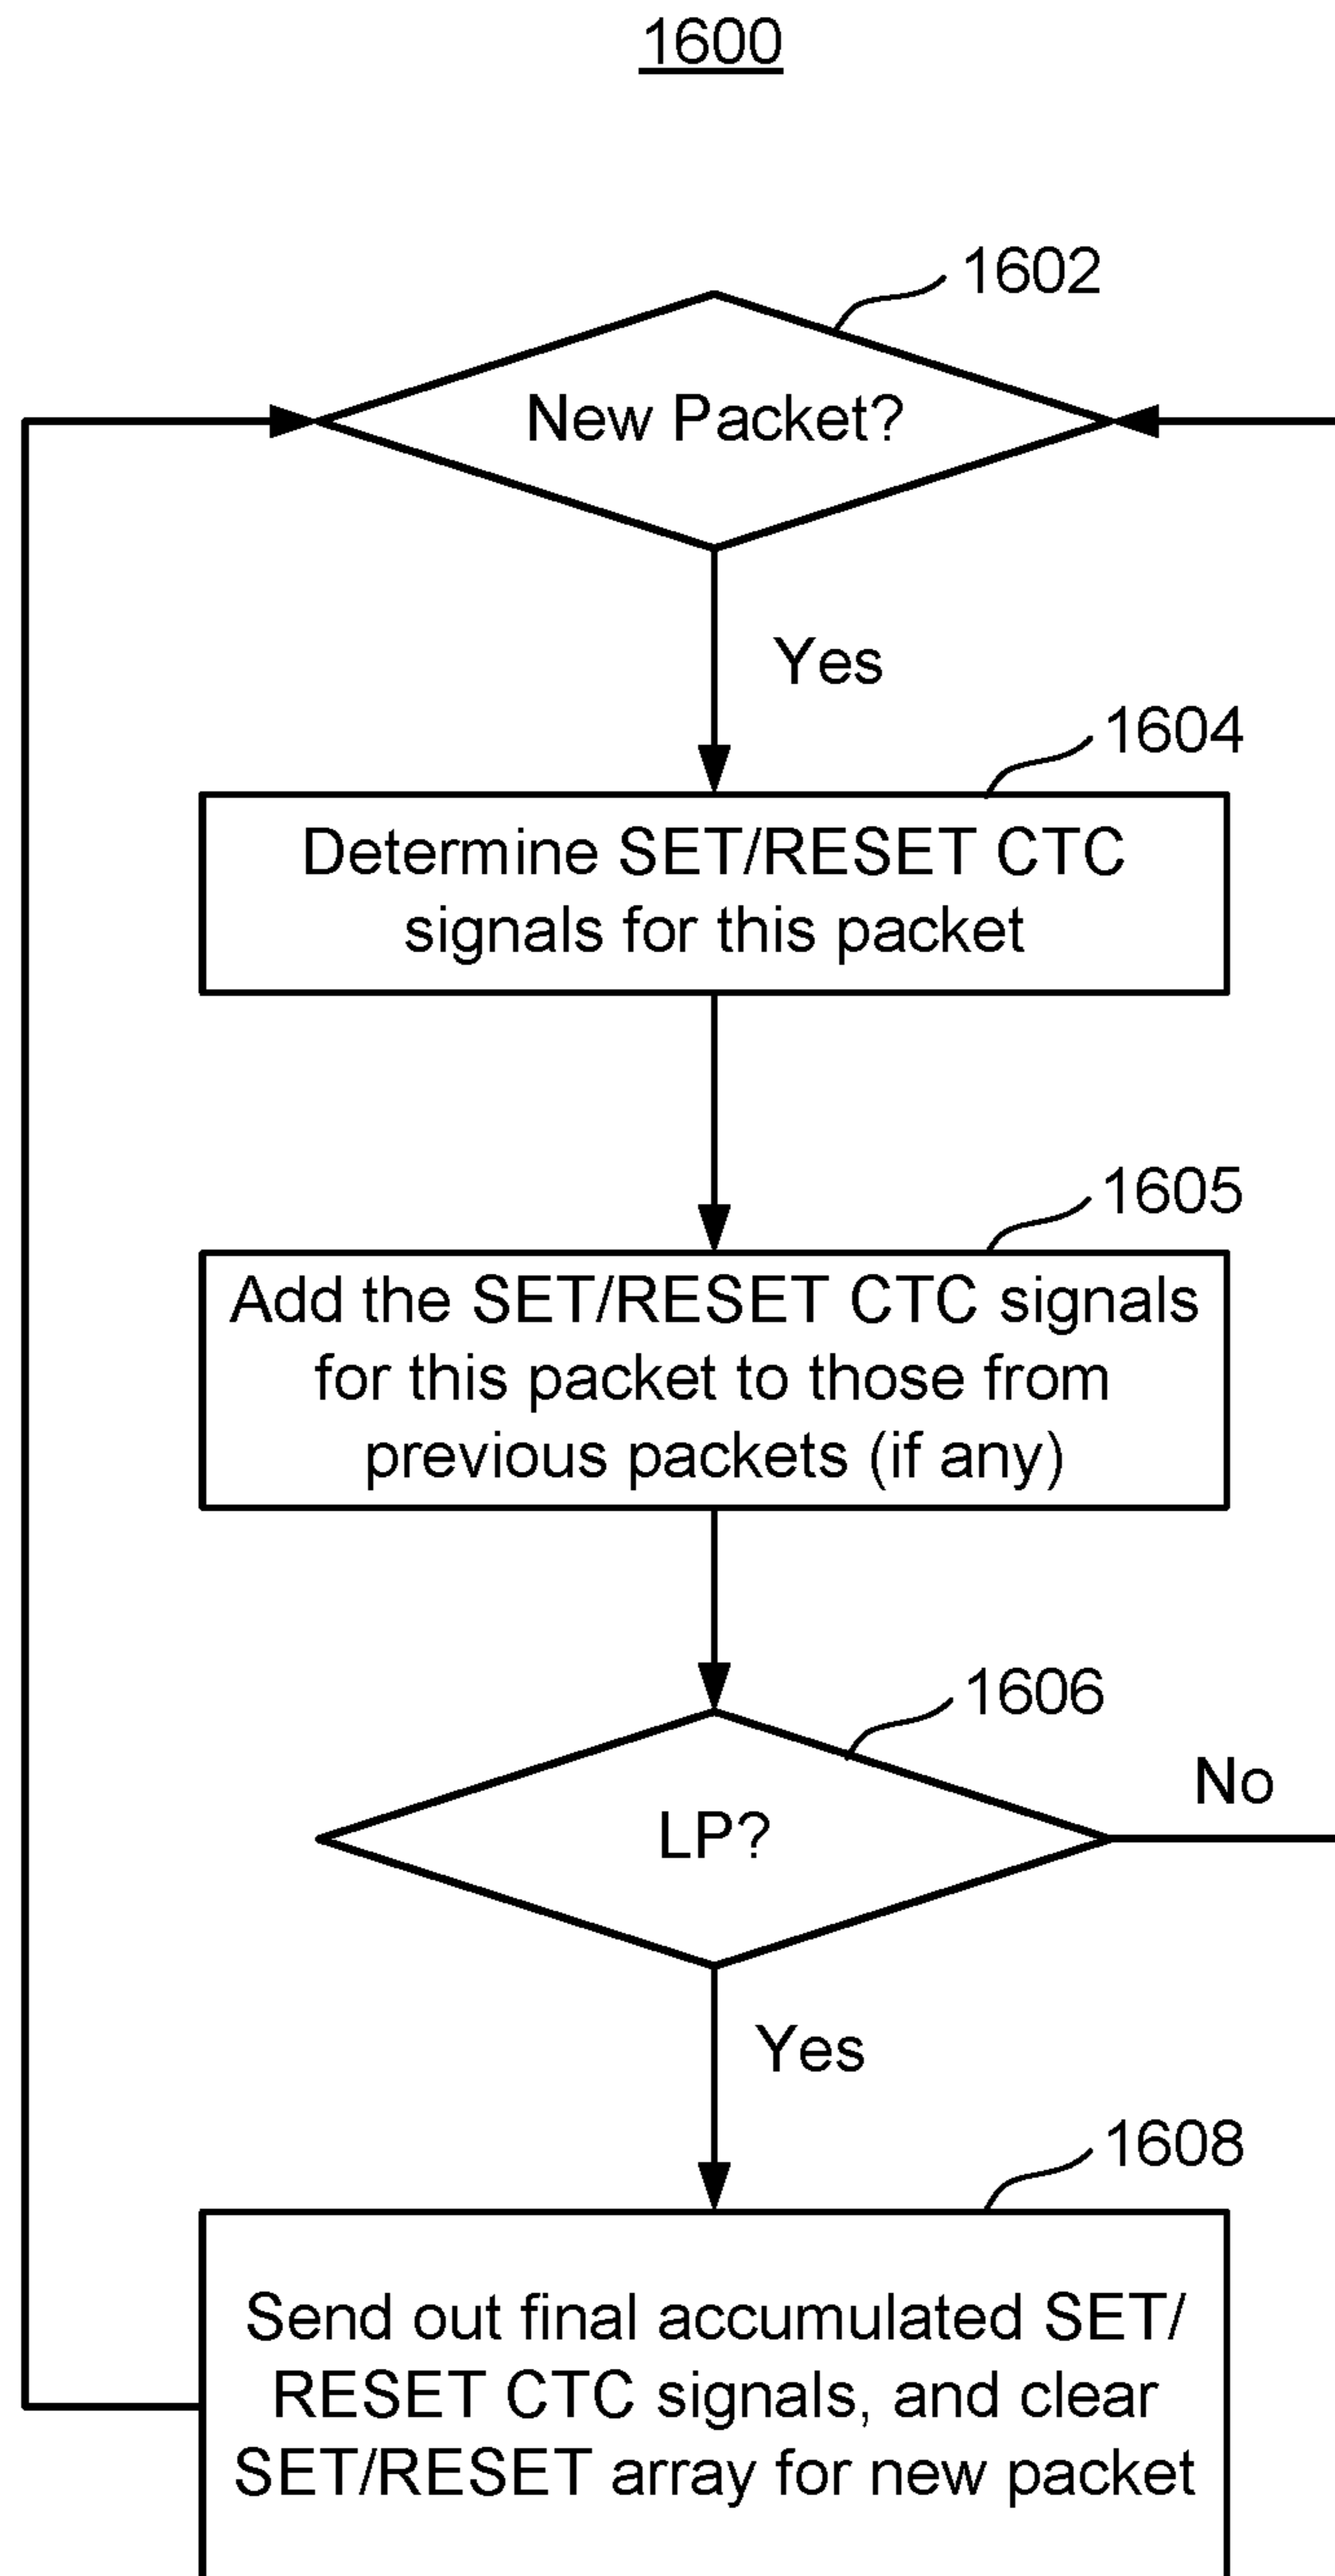 1600
1602
New Packet?
Yes
1604
Determine SET/RESET CTC
signals for this packet
1605
Add the SET/RESET CTC signals
for this packet to those from
previous packets (if any)
1606
LP?
No
Yes
1608
Send out final accumulated SET/
RESET CTC signals, and clear
SET/RESET array for new packet